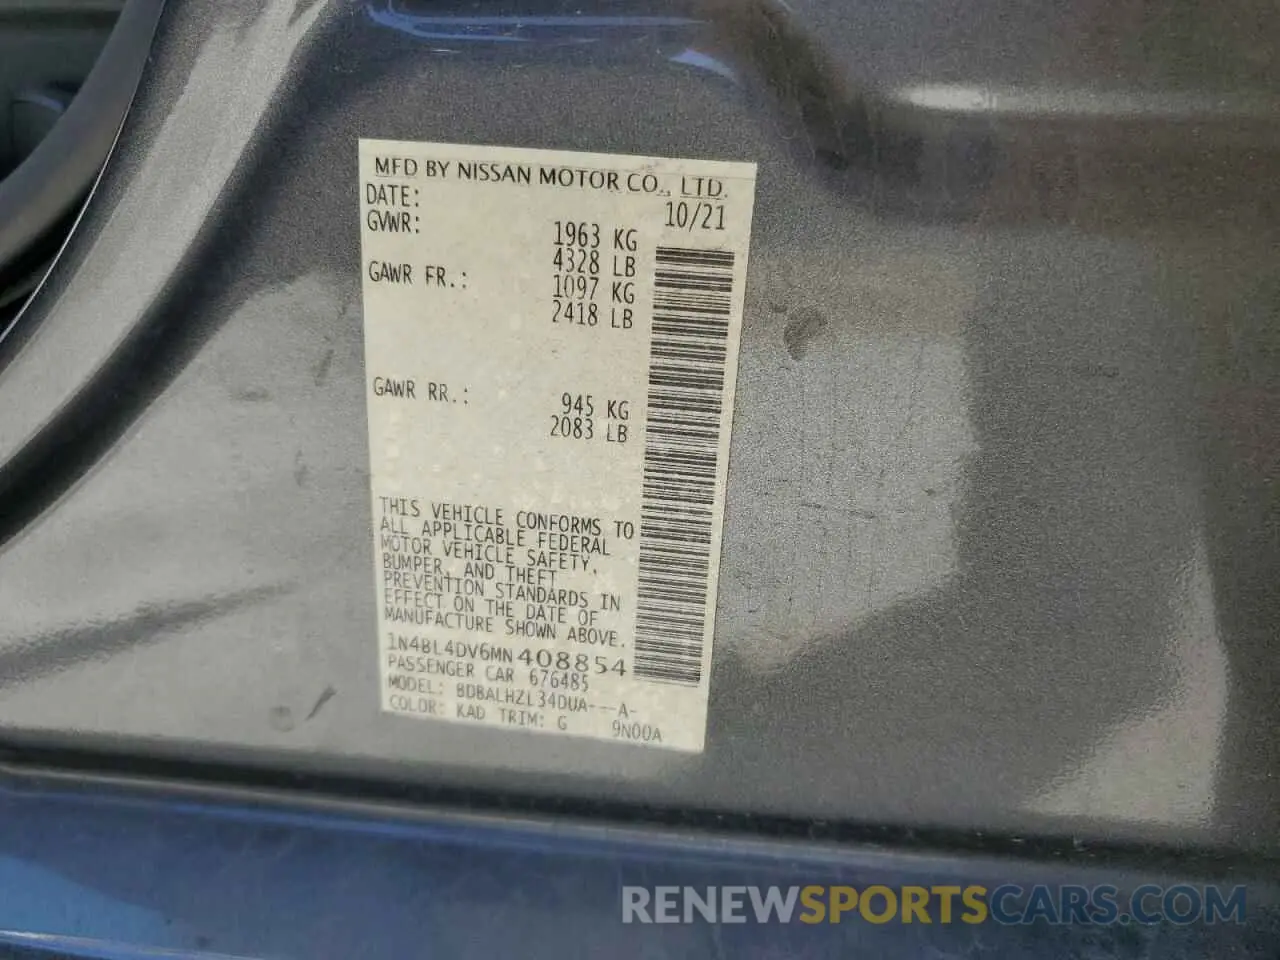 MFD BY NISSAN MOTOR CO., LTD.
DATE: 10/21
GVWR: 1963 KG
4328 LB
GAWR FR.: 1097 KG
2418 LB
GAWR RR.: 945 KG
2083 LB
THIS VEHICLE CONFORMS TO
ALL APPLICABLE FEDERAL
MOTOR VEHICLE SAFETY,
BUMPER, AND THEFT
PREVENTION STANDARDS IN
EFFECT ON THE DATE OF
MANUFACTURE SHOWN ABOVE.
1N4BL4DV6MN408854
PASSENGER CAR 676485
MODEL: BDBALHZL34DUA---A-
COLOR: KAD TRIM: G 9N00A
RENEWSPORTSCARS.COM